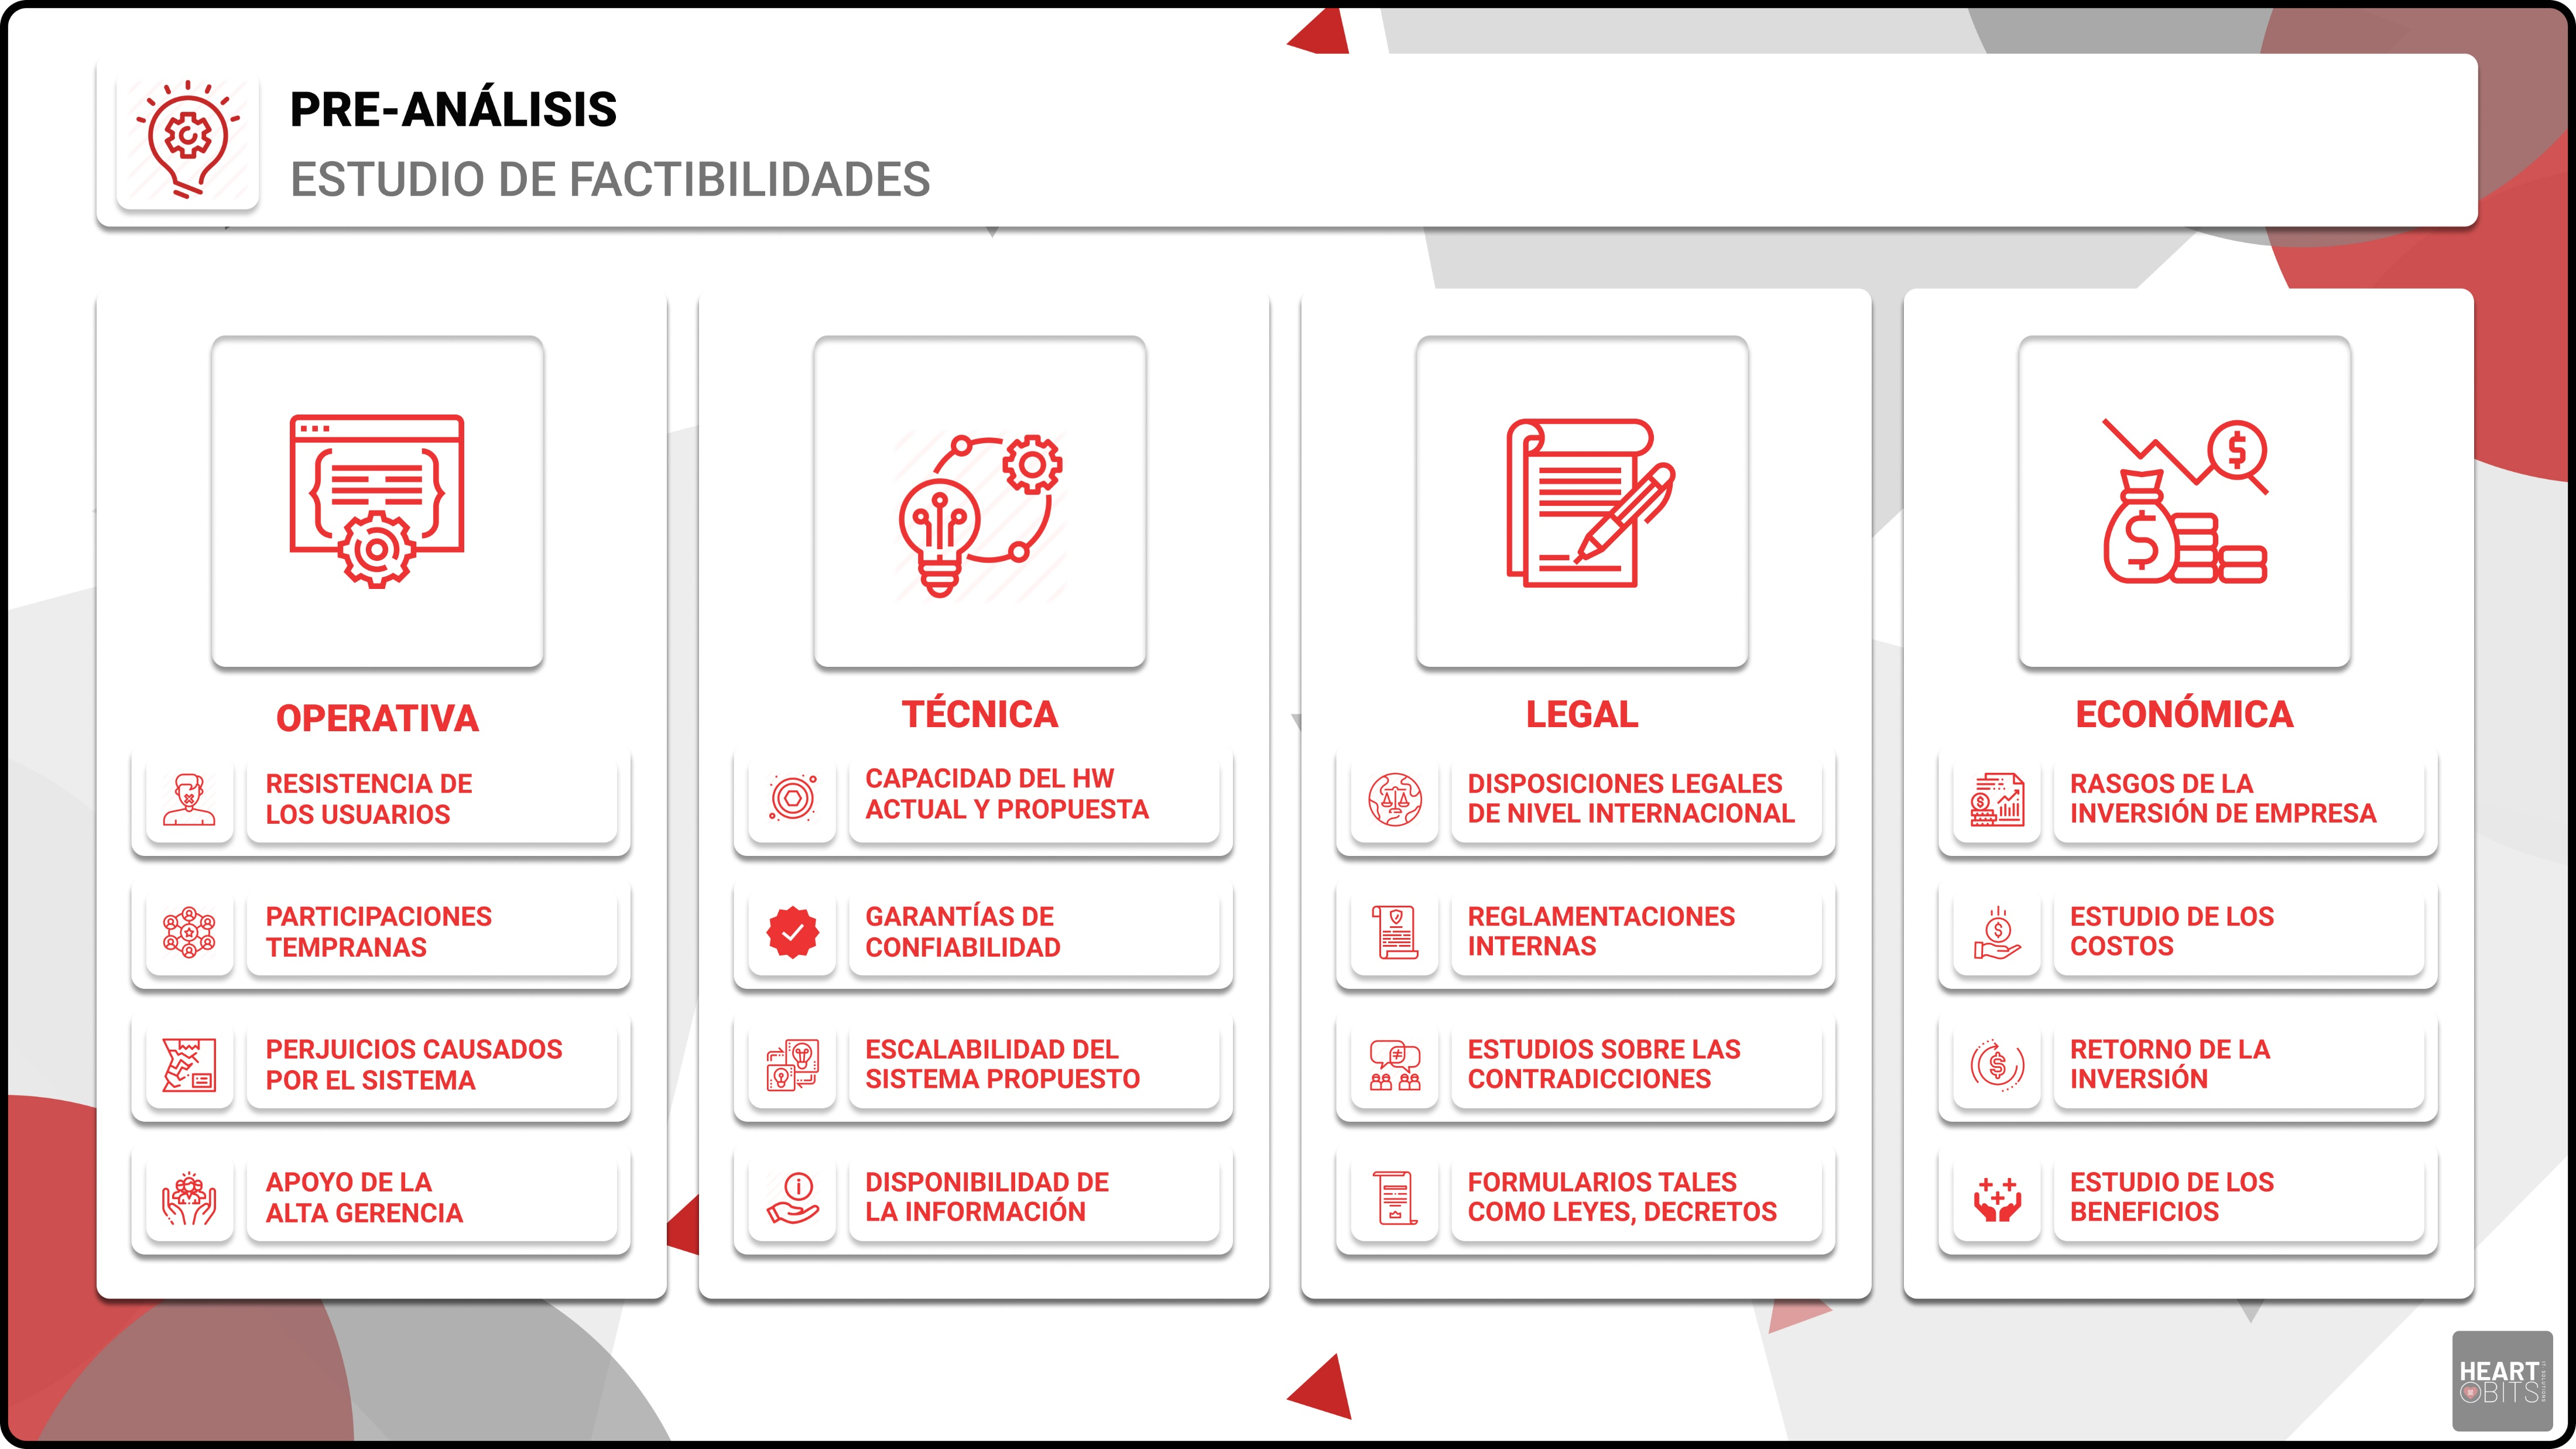 PRE-ANÁLISIS
ESTUDIO DE FACTIBILIDADES
OPERATIVA
RESISTENCIA DE
LOS USUARIOS
PARTICIPACIONES
TEMPRANAS
PERJUICIOS CAUSADOS
POR EL SISTEMA
APOYO DE LA
ALTA GERENCIA
TÉCNICA
CAPACIDAD DEL HW
ACTUAL Y PROPUESTA
GARANTÍAS DE
CONFIABILIDAD
ESCALABILIDAD DEL
SISTEMA PROPUESTO
DISPONIBILIDAD DE
LA INFORMACIÓN
LEGAL
DISPOSICIONES LEGALES
DE NIVEL INTERNACIONAL
REGLAMENTACIONES
INTERNAS
ESTUDIOS SOBRE LAS
CONTRADICCIONES
FORMULARIOS TALES
COMO LEYES, DECRETOS
ECONÓMICA
RASGOS DE LA
INVERSIÓN DE EMPRESA
ESTUDIO DE LOS
COSTOS
RETORNO DE LA
INVERSIÓN
ESTUDIO DE LOS
BENEFICIOS
HEART
BITS
IT SOLUTIONS